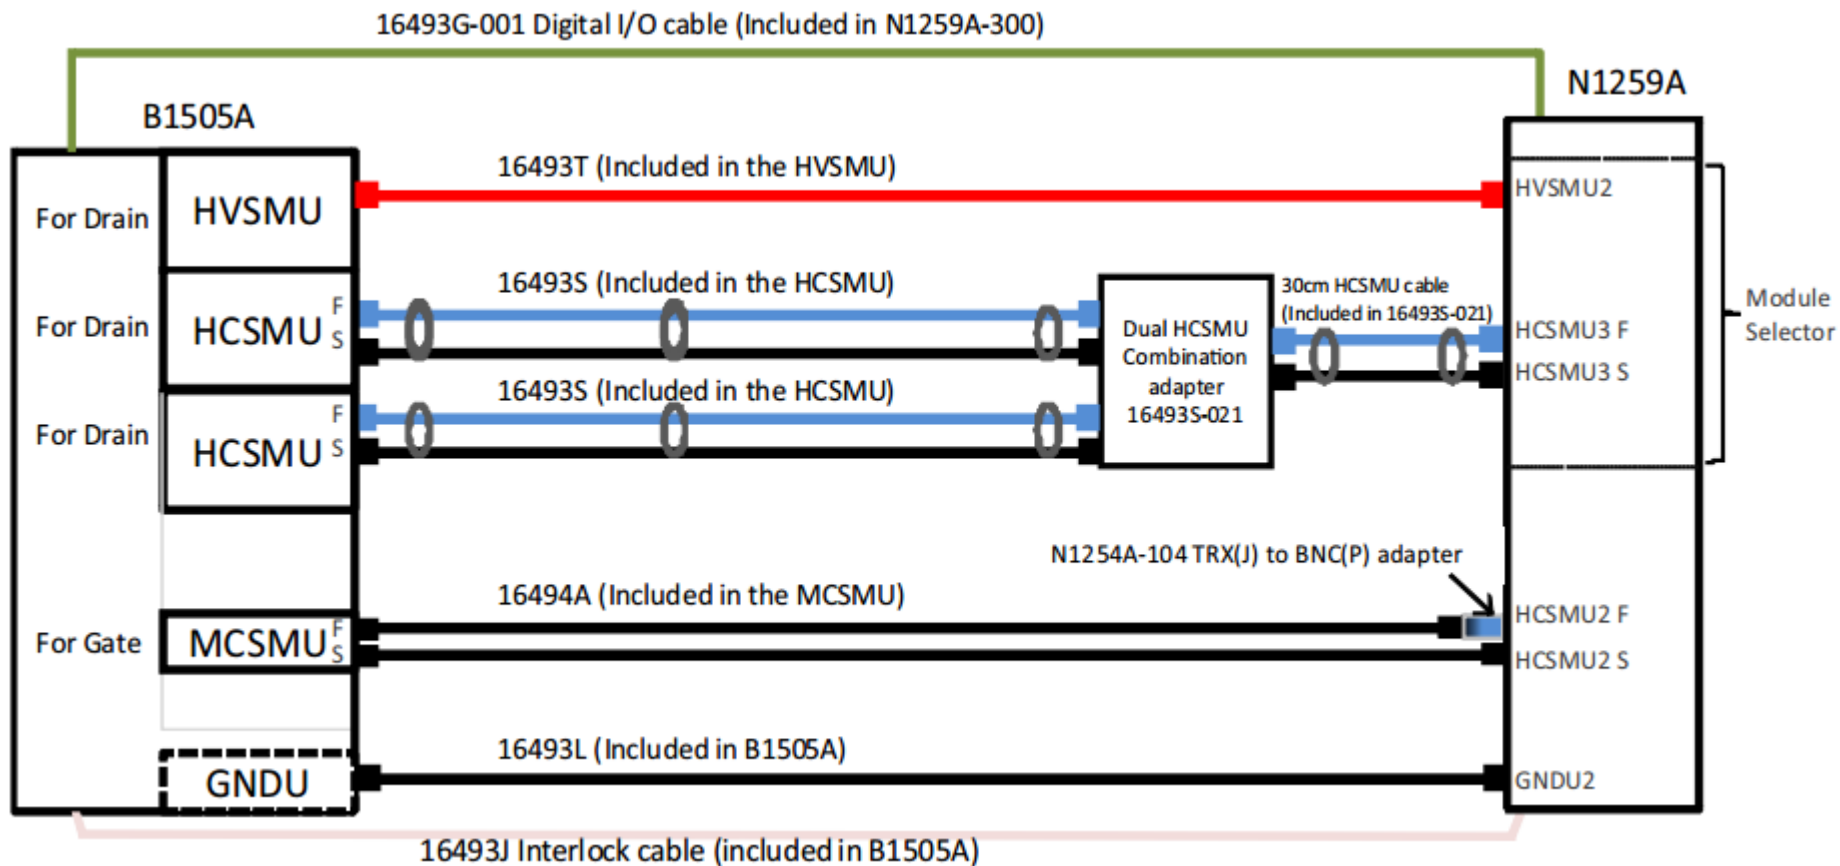 16493G-001 Digital I/O cable (Included in N1259A-300)
N1259A
B1505A
16493T (Included in the HVSMU)
For Drain
HVSMU
HVSMU2
16493S (Included in the HCSMU)
For Drain
HCSMU
F
S
Dual HCSMU
Combination
adapter
16493S-021
30cm HCSMU cable
(Included in 16493S-021)
HCSMU3 F
HCSMU3 S
Module
Selector
16493S (Included in the HCSMU)
For Drain
HCSMU
F
S
N1254A-104 TRX(J) to BNC(P) adapter
16494A (Included in the MCSMU)
For Gate
MCSMU
F
S
HCSMU2 F
HCSMU2 S
16493L (Included in B1505A)
GNDU
GNDU2
16493J Interlock cable (included in B1505A)